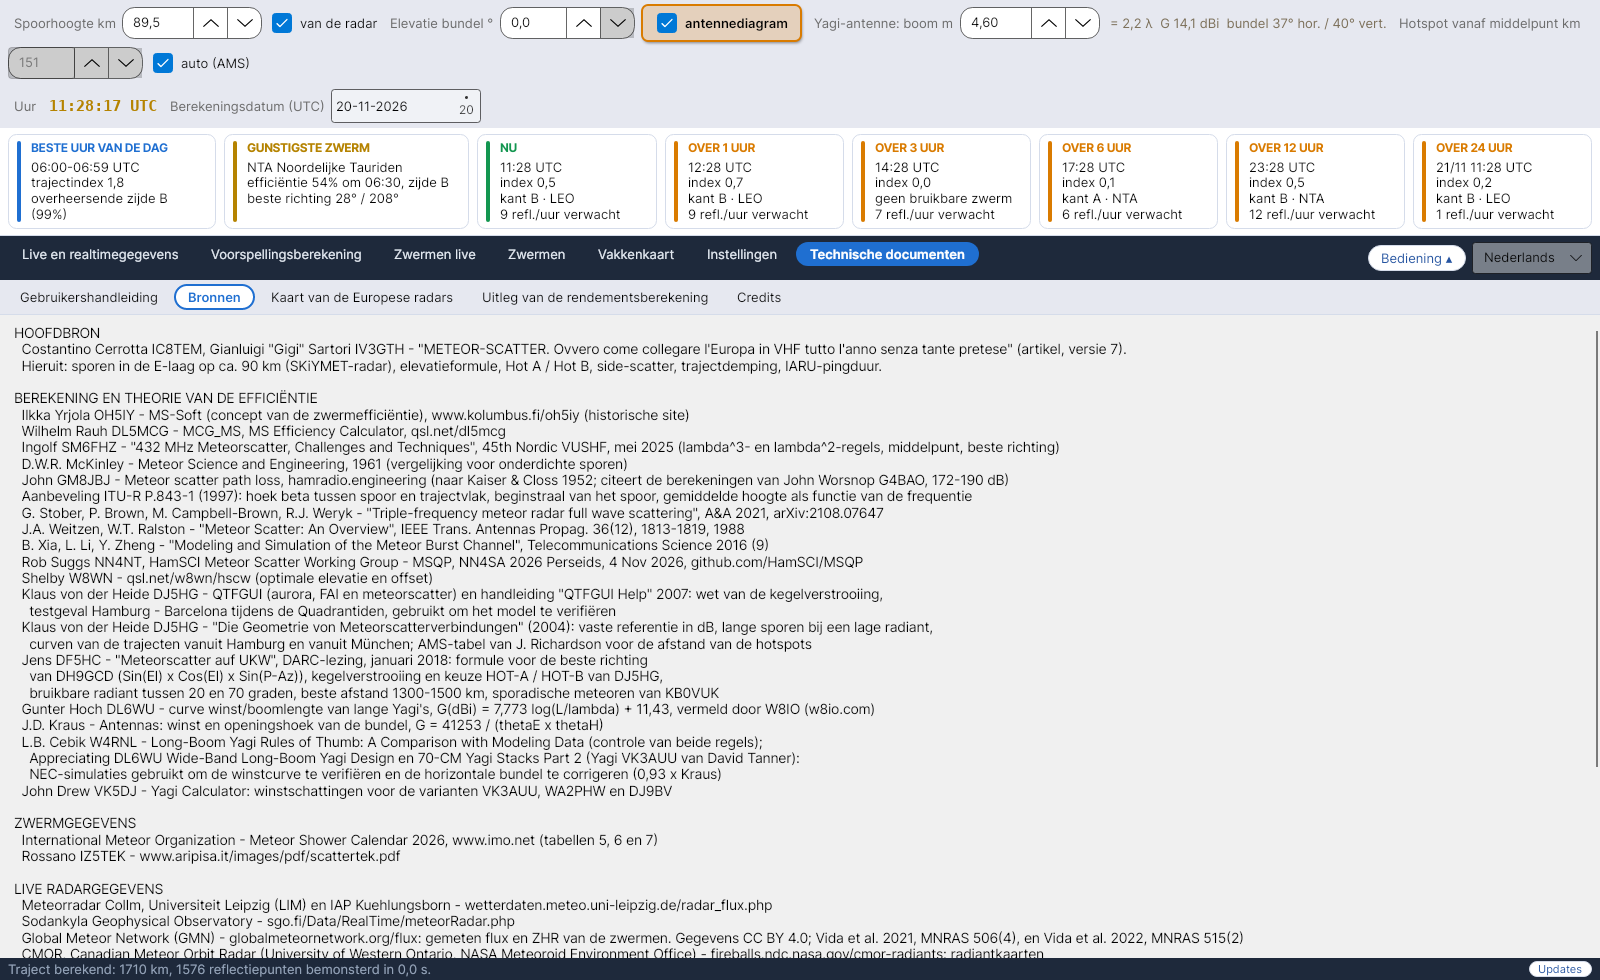 Spoorhoogte km 89,5 van de radar Elevatie bundel ° 0,0 antennediagram Yagi-antenne: boom m 4,60 = 2,2 λ G 14,1 dBi bundel 37° hor. / 40° vert. Hotspot vanaf middelpunt km
151 auto (AMS)
Uur 11:28:17 UTC Berekeningsdatum (UTC) 20-11-2026 20
BESTE UUR VAN DE DAG
06:00-06:59 UTC
trajectindex 1,8
overheersende zijde B
(99%)
GUNSTIGSTE ZWERM
NTA Noordelijke Tauriden
efficiëntie 54% om 06:30, zijde B
beste richting 28° / 208°
NU
11:28 UTC
index 0,5
kant B · LEO
9 refl./uur verwacht
OVER 1 UUR
12:28 UTC
index 0,7
kant B · LEO
9 refl./uur verwacht
OVER 3 UUR
14:28 UTC
index 0,0
geen bruikbare zwerm
7 refl./uur verwacht
OVER 6 UUR
17:28 UTC
index 0,1
kant A · NTA
6 refl./uur verwacht
OVER 12 UUR
23:28 UTC
index 0,5
kant B · NTA
12 refl./uur verwacht
OVER 24 UUR
21/11 11:28 UTC
index 0,2
kant B · LEO
1 refl./uur verwacht
Live en realtimegegevens Voorspellingsberekening Zwermen live Zwermen Vakkenkaart Instellingen Technische documenten Bediening ▴ Nederlands
Gebruikershandleiding Bronnen Kaart van de Europese radars Uitleg van de rendementsberekening Credits
HOOFDBRON
Costantino Cerrotta IC8TEM, Gianluigi "Gigi" Sartori IV3GTH - "METEOR-SCATTER. Ovvero come collegare l'Europa in VHF tutto l'anno senza tante pretese" (artikel, versie 7).
Hieruit: sporen in de E-laag op ca. 90 km (SKiYMET-radar), elevatieformule, Hot A / Hot B, side-scatter, trajectdemping, IARU-pingduur.
BEREKENING EN THEORIE VAN DE EFFICIËNTIE
Ilkka Yrjola OH5IY - MS-Soft (concept van de zwermefficiëntie), www.kolumbus.fi/oh5iy (historische site)
Wilhelm Rauh DL5MCG - MCG_MS, MS Efficiency Calculator, qsl.net/dl5mcg
Ingolf SM6FHZ - "432 MHz Meteorscatter, Challenges and Techniques", 45th Nordic VUSHF, mei 2025 (lambda^3- en lambda^2-regels, middelpunt, beste richting)
D.W.R. McKinley - Meteor Science and Engineering, 1961 (vergelijking voor onderdichte sporen)
John GM8JBJ - Meteor scatter path loss, hamradio.engineering (naar Kaiser & Closs 1952; citeert de berekeningen van John Worsnop G4BAO, 172-190 dB)
Aanbeveling ITU-R P.843-1 (1997): hoek beta tussen spoor en trajectvlak, beginstraal van het spoor, gemiddelde hoogte als functie van de frequentie
G. Stober, P. Brown, M. Campbell-Brown, R.J. Weryk - "Triple-frequency meteor radar full wave scattering", A&A 2021, arXiv:2108.07647
J.A. Weitzen, W.T. Ralston - "Meteor Scatter: An Overview", IEEE Trans. Antennas Propag. 36(12), 1813-1819, 1988
B. Xia, L. Li, Y. Zheng - "Modeling and Simulation of the Meteor Burst Channel", Telecommunications Science 2016 (9)
Rob Suggs NN4NT, HamSCI Meteor Scatter Working Group - MSQP, NN4SA 2026 Perseids, 4 Nov 2026, github.com/HamSCI/MSQP
Shelby W8WN - qsl.net/w8wn/hscw (optimale elevatie en offset)
Klaus von der Heide DJ5HG - QTFGUI (aurora, FAI en meteorscatter) en handleiding "QTFGUI Help" 2007: wet van de kegelverstrooiing,
testgeval Hamburg - Barcelona tijdens de Quadrantiden, gebruikt om het model te verifiëren
Klaus von der Heide DJ5HG - "Die Geometrie von Meteorscatterverbindungen" (2004): vaste referentie in dB, lange sporen bij een lage radiant,
curven van de trajecten vanuit Hamburg en vanuit München; AMS-tabel van J. Richardson voor de afstand van de hotspots
Jens DF5HC - "Meteorscatter auf UKW", DARC-lezing, januari 2018: formule voor de beste richting
van DH9GCD (Sin(El) x Cos(El) x Sin(P-Az)), kegelverstrooiing en keuze HOT-A / HOT-B van DJ5HG,
bruikbare radiant tussen 20 en 70 graden, beste afstand 1300-1500 km, sporadische meteoren van KB0VUK
Gunter Hoch DL6WU - curve winst/boomlengte van lange Yagi's, G(dBi) = 7,773 log(L/lambda) + 11,43, vermeld door W8IO (w8io.com)
J.D. Kraus - Antennas: winst en openingshoek van de bundel, G = 41253 / (thetaE x thetaH)
L.B. Cebik W4RNL - Long-Boom Yagi Rules of Thumb: A Comparison with Modeling Data (controle van beide regels);
Appreciating DL6WU Wide-Band Long-Boom Yagi Design en 70-CM Yagi Stacks Part 2 (Yagi VK3AUU van David Tanner):
NEC-simulaties gebruikt om de winstcurve te verifiëren en de horizontale bundel te corrigeren (0,93 x Kraus)
John Drew VK5DJ - Yagi Calculator: winstschattingen voor de varianten VK3AUU, WA2PHW en DJ9BV
ZWERMGEGEVENS
International Meteor Organization - Meteor Shower Calendar 2026, www.imo.net (tabellen 5, 6 en 7)
Rossano IZ5TEK - www.aripisa.it/images/pdf/scattertek.pdf
LIVE RADARGEGEVENS
Meteorradar Collm, Universiteit Leipzig (LIM) en IAP Kuehlungsborn - wetterdaten.meteo.uni-leipzig.de/radar_flux.php
Sodankyla Geophysical Observatory - sgo.fi/Data/RealTime/meteorRadar.php
Global Meteor Network (GMN) - globalmeteornetwork.org/flux: gemeten flux en ZHR van de zwermen. Gegevens CC BY 4.0; Vida et al. 2021, MNRAS 506(4), en Vida et al. 2022, MNRAS 515(2)
CMOR, Canadian Meteor Orbit Radar (University of Western Ontario, NASA Meteoroid Environment Office) - fireballs.ndc.nasa.gov/cmor-radiants: radiantkaarten
Traject berekend: 1710 km, 1576 reflectiepunten bemonsterd in 0,0 s. Updates